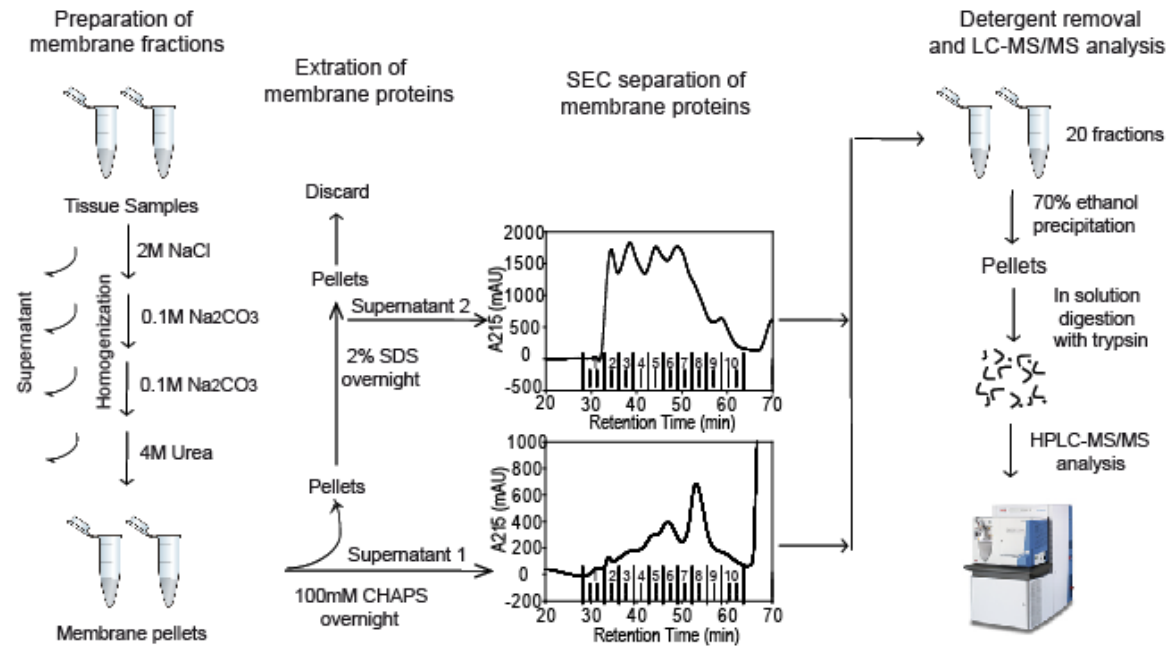 Preparation of
membrane fractions
Tissue Samples
2M NaCl
0.1M Na2CO3
0.1M Na2CO3
4M Urea
Supernatant
Homogenization
Membrane pellets
Extration of
membrane proteins
Discard
Pellets
Supernatant 2
2% SDS
overnight
Pellets
Supernatant 1
100mM CHAPS
overnight
SEC separation of
membrane proteins
A215 (mAU)
2000
1500
1000
500
0
-500
1 2 3 4 5 6 7 8 9 10
20 30 40 50 60 70
Retention Time (min)
A215 (mAU)
1000
800
600
400
200
0
-200
1 2 3 4 5 6 7 8 9 10
20 30 40 50 60 70
Retention Time (min)
Detergent removal
and LC-MS/MS analysis
20 fractions
70% ethanol
precipitation
Pellets
In solution
digestion
with trypsin
HPLC-MS/MS
analysis